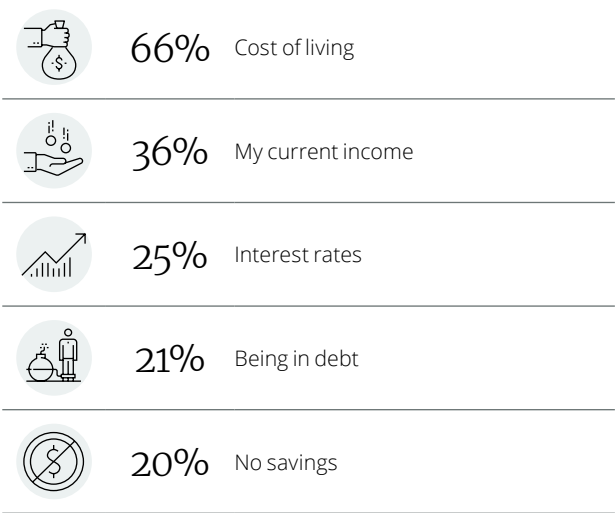 66% Cost of living
36% My current income
25% Interest rates
21% Being in debt
20% No savings